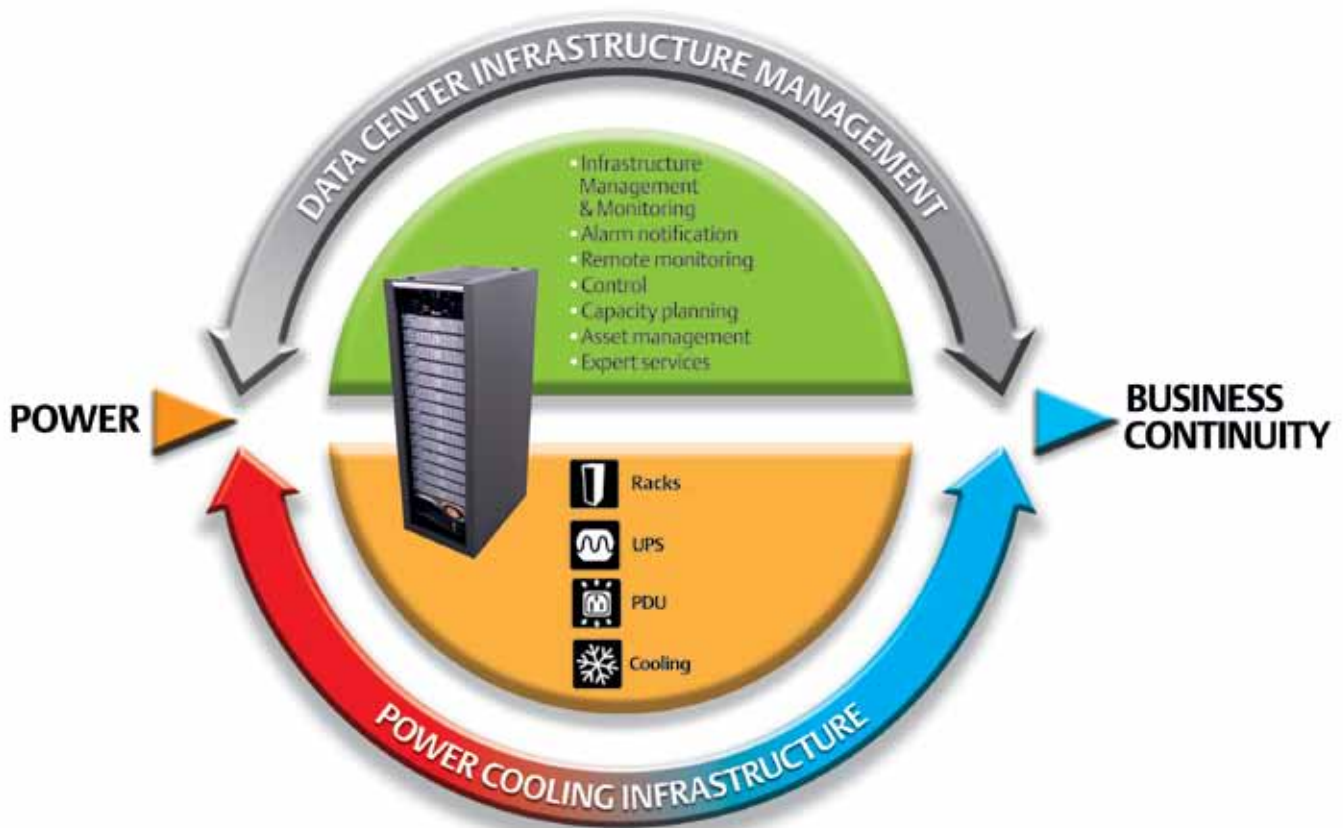 DATA CENTER INFRASTRUCTURE MANAGEMENT
• Infrastructure
Management
& Monitoring
• Alarm notification
• Remote monitoring
• Control
• Capacity planning
• Asset management
• Expert services
POWER
BUSINESS
CONTINUITY
Racks
UPS
PDU
Cooling
POWER COOLING INFRASTRUCTURE